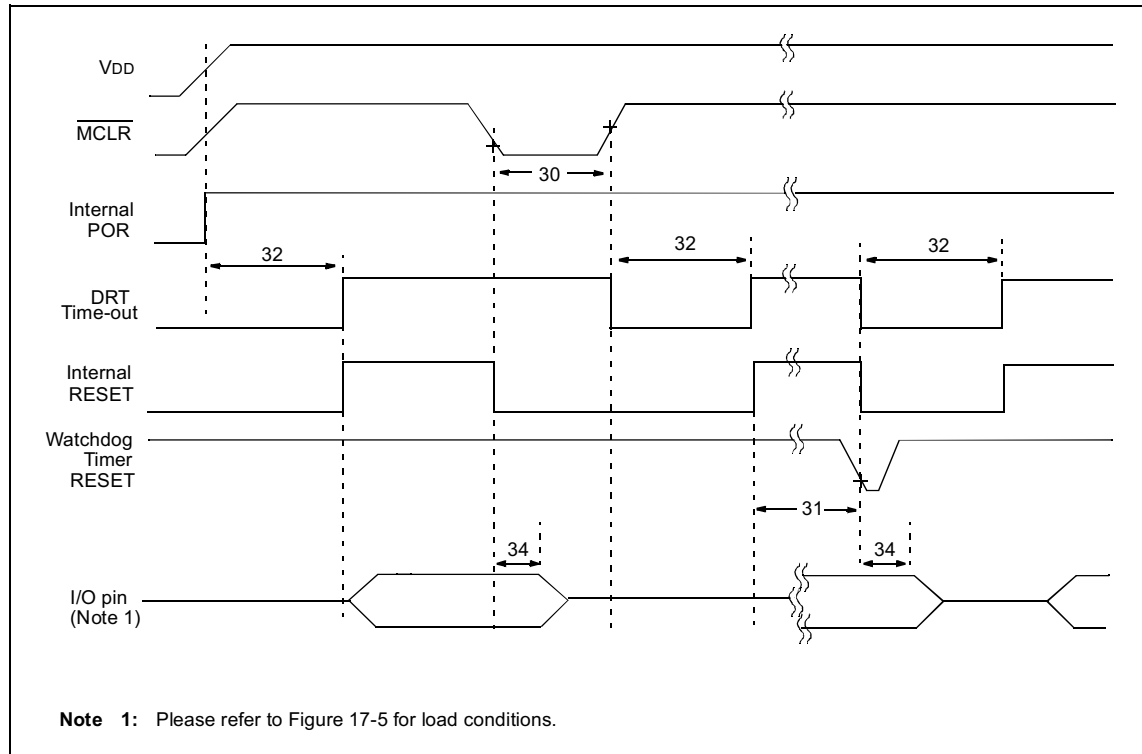 VDD
MCLR
30
Internal
POR
32
32
32
DRT
Time-out
Internal
RESET
Watchdog
Timer
RESET
31
34
34
I/O pin
(Note 1)
Note 1: Please refer to Figure 17-5 for load conditions.